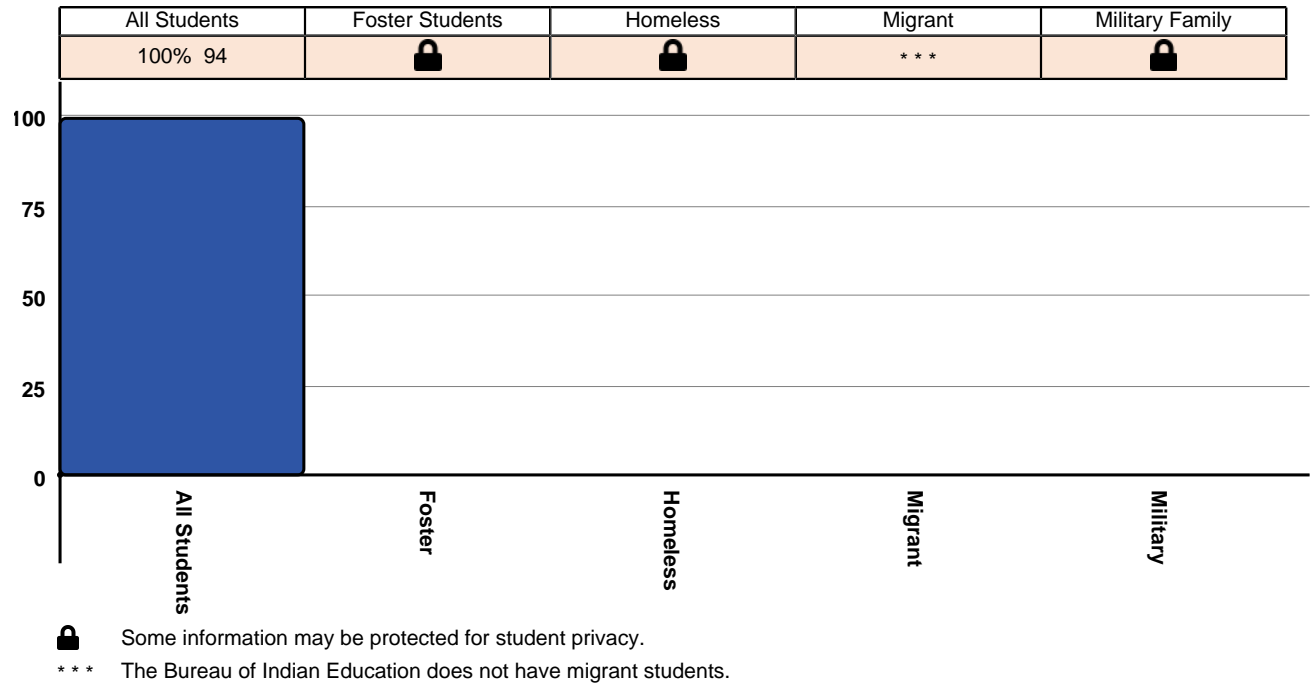 All Students Foster Students Homeless Migrant Military Family
100% 94 * * *
100
75
50
25
0
All Students
Foster
Homeless
Migrant
Military
Some information may be protected for student privacy.
* * * The Bureau of Indian Education does not have migrant students.